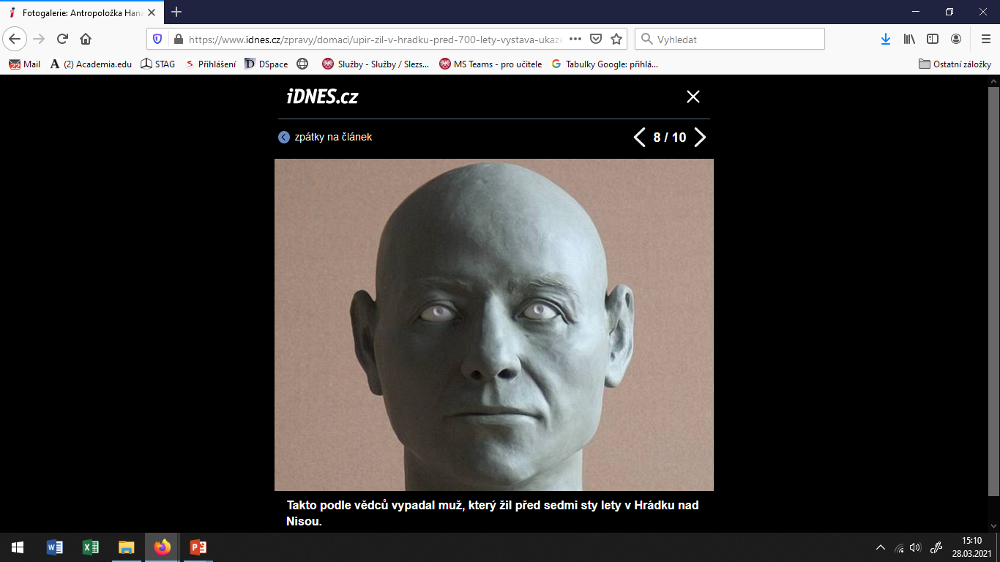 Fotogalerie: Antropoložka Hana
https://www.idnes.cz/zpravy/domaci/upir-zil-v-hradku-pred-700-lety-vystava-ukaze
Vyhledat
22 Mail
(2) Academia.edu
STAG
Přihlášení
DSpace
Služby - Služby / Slezs...
MS Teams - pro učitele
Tabulky Google: přihlá...
Ostatní záložky
iDNES.cz
zpátky na článek
8 / 10
Takto podle vědců vypadal muž, který žil před sedmi sty lety v Hrádku nad
Nisou.
15:10
28.03.2021